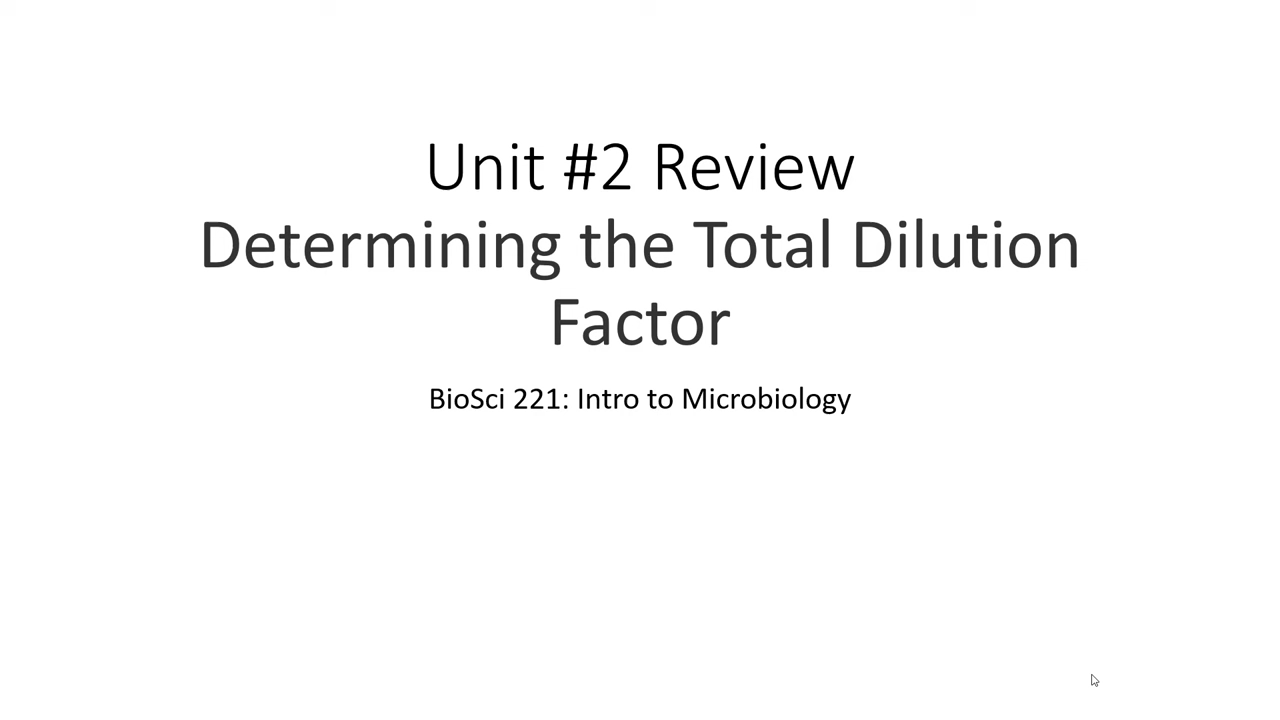 Unit #2 Review
Determining the Total Dilution
Factor
BioSci 221: Intro to Microbiology